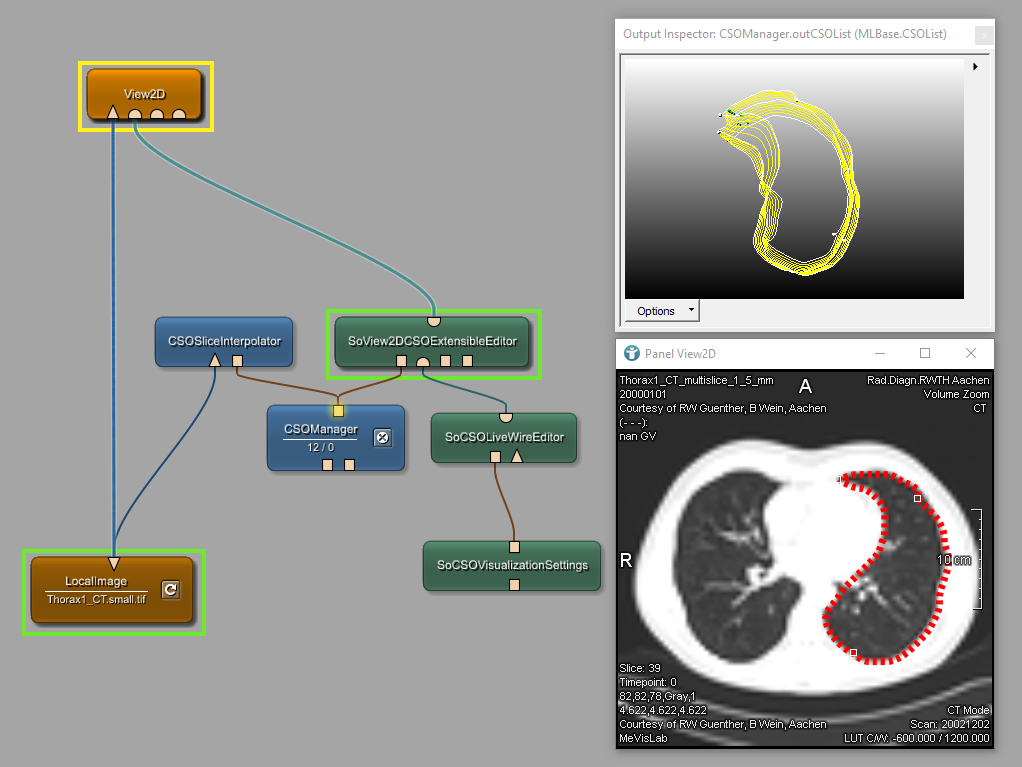 View2D
CSOSliceInterpolator
SoView2DCSOExtensibleEditor
CSOManager
12 / 0
SoCSOLiveWireEditor
SoCSOVisualizationSettings
LocalImage
Thorax1_CT.small.tif
Output Inspector: CSOManager.outCSOList (MLBase.CSOList)
x
Options
Panel View2D
Thorax1_CT_multislice_1_5_mm
20000101
Courtesy of RW Guenther, B Wein, Aachen
(- - -):
nan GV
A
Rad.Diagn.RWTH Aachen
Volume Zoom
CT
R
10 cm
Slice: 39
Timepoint: 0
82,82,78,Gray,1
4.622,4.622,4.622
Courtesy of RW Guenther, B Wein, Aachen
MeVisLab
CT Mode
Scan: 20021202
LUT C/W: -600.000 / 1200.000